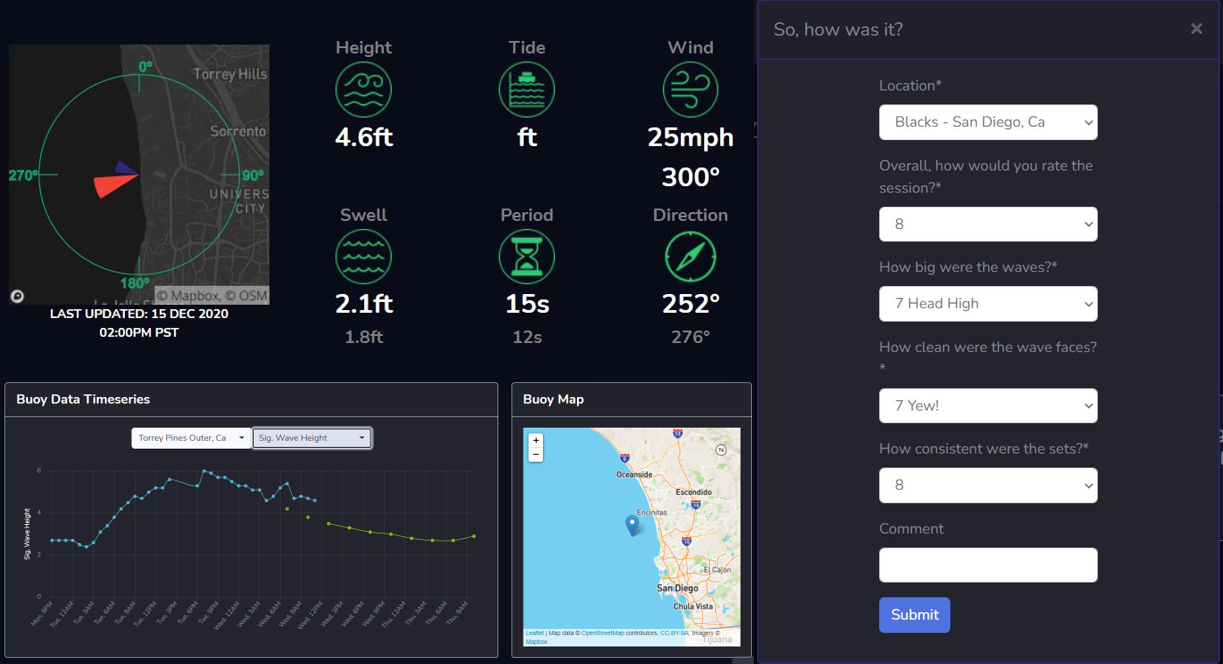 0°
Torrey Hills
Sorrento
270°
90°
UNIVERS
CITY
180°
© Mapbox, © OSM
LAST UPDATED: 15 DEC 2020
02:00PM PST
Height
Tide
Wind
4.6ft
ft
25mph
300°
Swell
Period
Direction
2.1ft
15s
252°
1.8ft
12s
276°
Buoy Data Timeseries
Torrey Pines Outer, Ca
Sig. Wave Height
Sig. Wave Height
6
4
2
0
Mon, 9PM
Tue, 12AM
Tue, 3AM
Tue, 6AM
Tue, 9AM
Tue, 12PM
Tue, 3PM
Tue, 6PM
Tue, 9PM
Wed, 12AM
Wed, 3AM
Wed, 6AM
Wed, 9AM
Wed, 12PM
Wed, 3PM
Wed, 6PM
Wed, 9PM
Thu, 12AM
Thu, 3AM
Thu, 6AM
Thu, 9AM
Buoy Map
+
−
15
76
5
Oceanside
Escondido
15
Encinitas
15
El Cajon
San Diego
Chula Vista
Tijuana
Leaflet | Map data © OpenStreetMap contributors, CC-BY-SA, Imagery ©
Mapbox
So, how was it?
×
Location*
Blacks - San Diego, Ca
Overall, how would you rate the
session?*
8
How big were the waves?*
7 Head High
How clean were the wave faces?
*
7 Yew!
How consistent were the sets?*
8
Comment
Submit